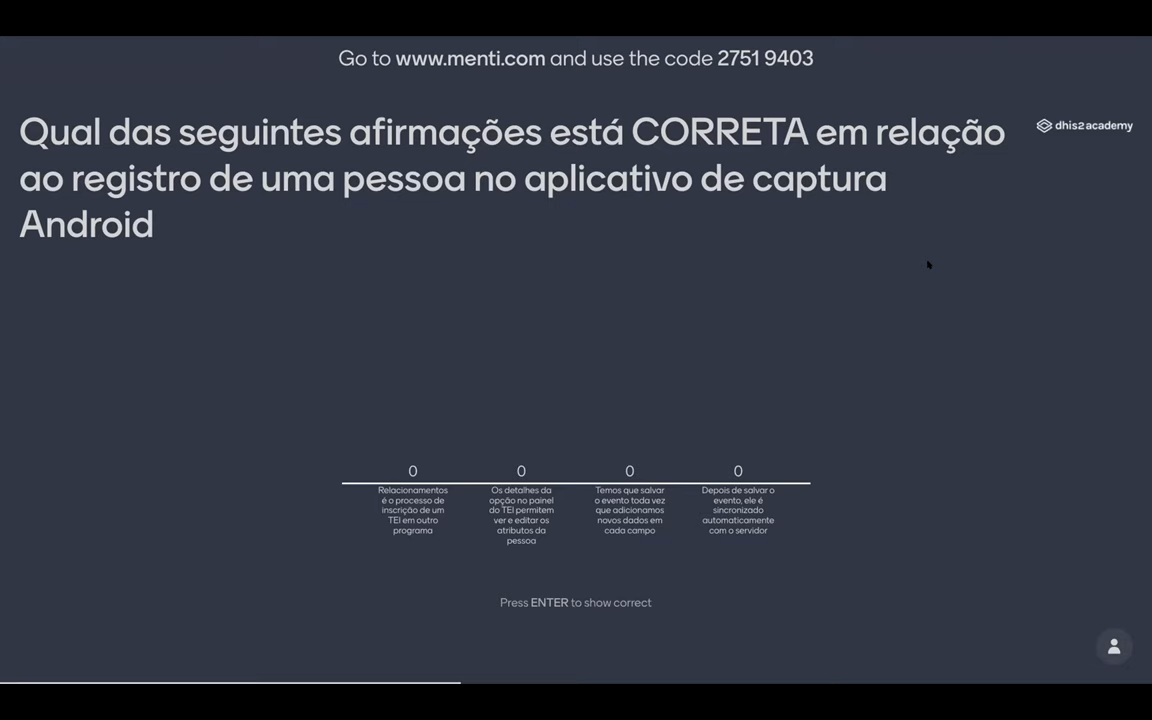 Go to www.menti.com and use the code 2751 9403
Qual das seguintes afirmações está CORRETA em relação
ao registro de uma pessoa no aplicativo de captura
Android
dhis2 academy
0
0
0
0
Relacionamentos
é o processo de
inscrição de um
TEI em outro
programa
Os detalhes da
opção no painel
do TEI permitem
ver e editar os
atributos da
pessoa
Temos que salvar
o evento toda vez
que adicionamos
novos dados em
cada campo
Depois de salvar o
evento, ele é
sincronizado
automaticamente
com o servidor
Press ENTER to show correct